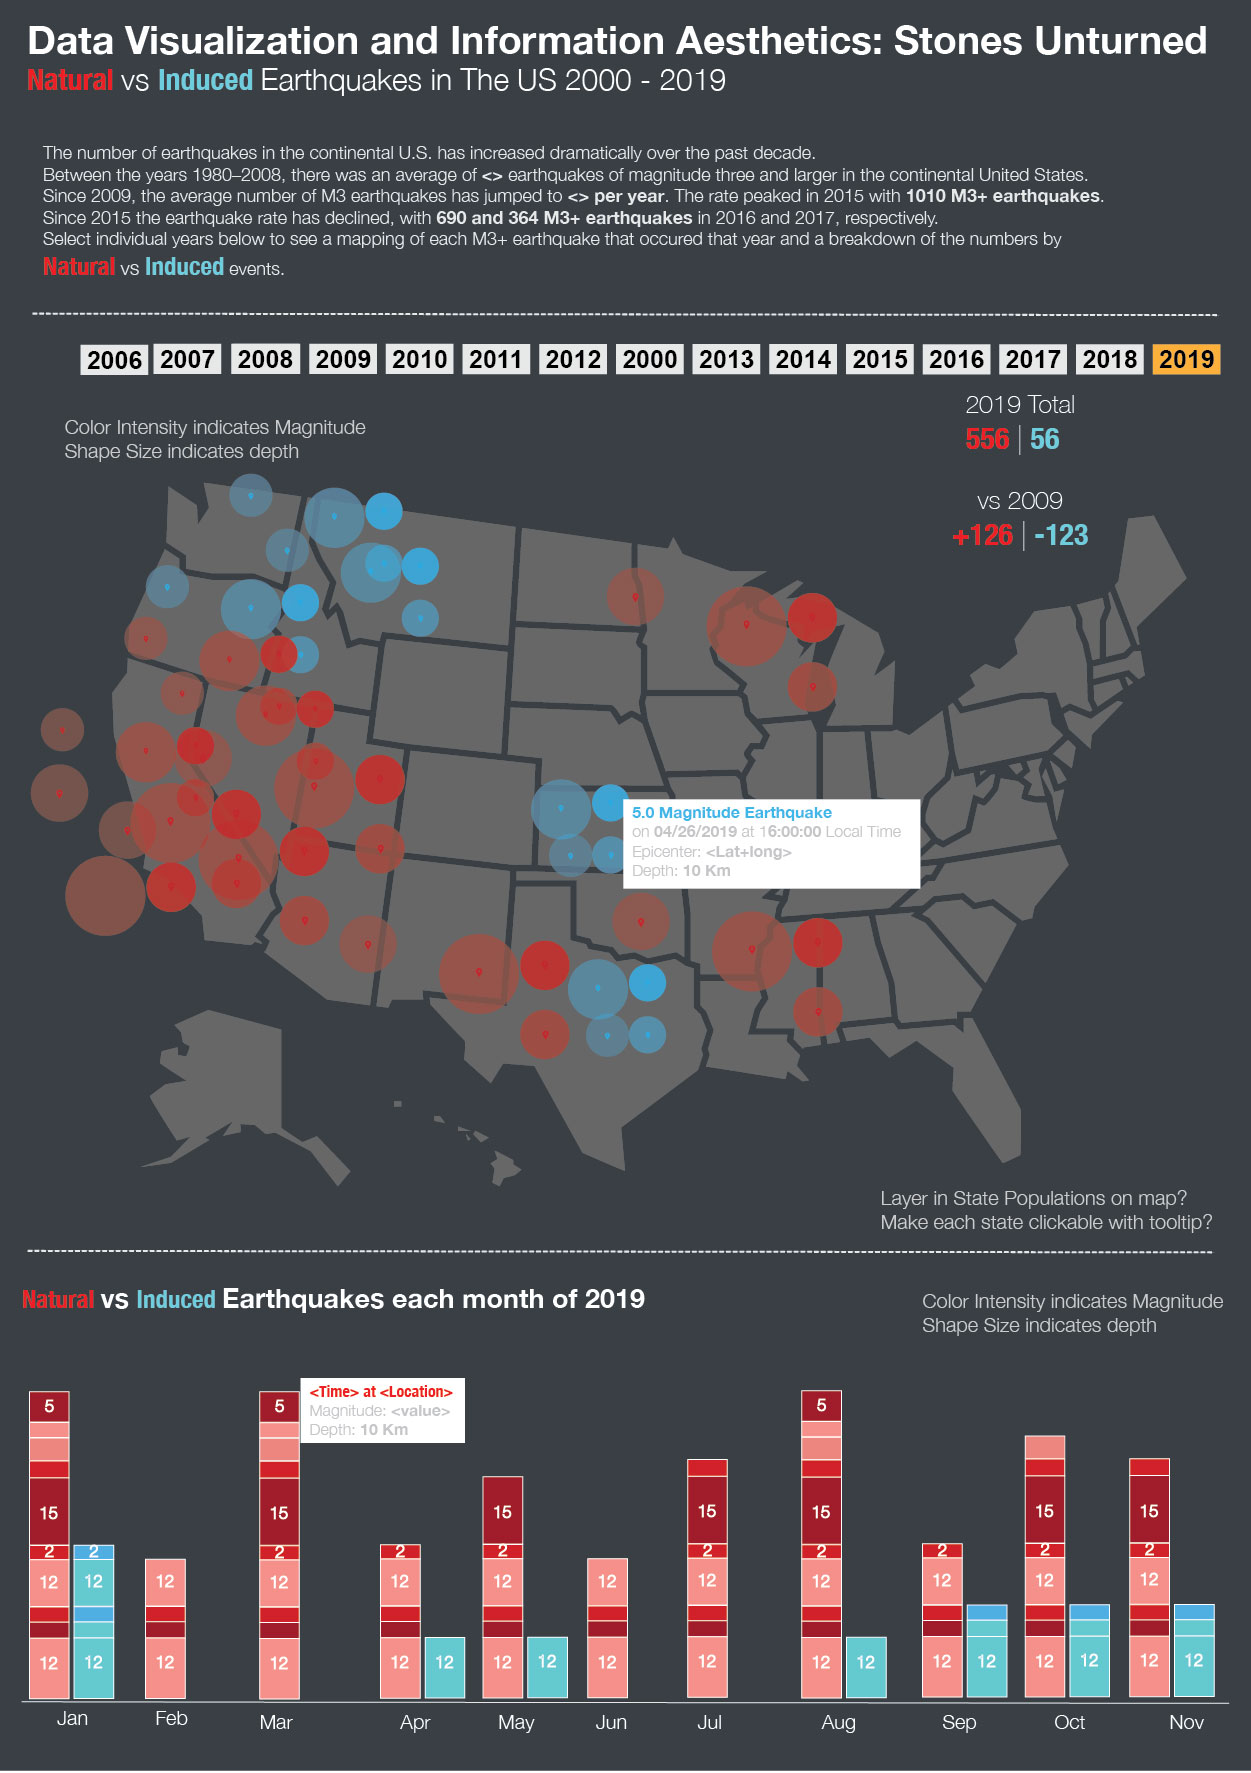 Data Visualization and Information Aesthetics: Stones Unturned
Natural vs Induced Earthquakes in The US 2000 - 2019
The number of earthquakes in the continental U.S. has increased dramatically over the past decade.
Between the years 1980–2008, there was an average of <> earthquakes of magnitude three and larger in the continental United States.
Since 2009, the average number of M3 earthquakes has jumped to <> per year. The rate peaked in 2015 with 1010 M3+ earthquakes.
Since 2015 the earthquake rate has declined, with 690 and 364 M3+ earthquakes in 2016 and 2017, respectively.
Select individual years below to see a mapping of each M3+ earthquake that occured that year and a breakdown of the numbers by
Natural vs Induced events.
2006 2007 2008 2009 2010 2011 2012 2000 2013 2014 2015 2016 2017 2018 2019
2019 Total
556 | 56
vs 2009
+126 | -123
Color Intensity indicates Magnitude
Shape Size indicates depth
5.0 Magnitude Earthquake
on 04/26/2019 at 16:00:00 Local Time
Epicenter: <Lat+long>
Depth: 10 Km
Layer in State Populations on map?
Make each state clickable with tooltip?
Natural vs Induced Earthquakes each month of 2019
Color Intensity indicates Magnitude
Shape Size indicates depth
<Time> at <Location>
Magnitude: <value>
Depth: 10 Km
5 5 5
15 15 15 15 15 15 15
2 2 2 2 2 2 2 2 2 2
12 12 12 12 12 12 12 12 12 12 12 12
12 12 12 12 12 12 12 12 12 12 12 12 12 12 12 12 12 12
Jan Feb Mar Apr May Jun Jul Aug Sep Oct Nov